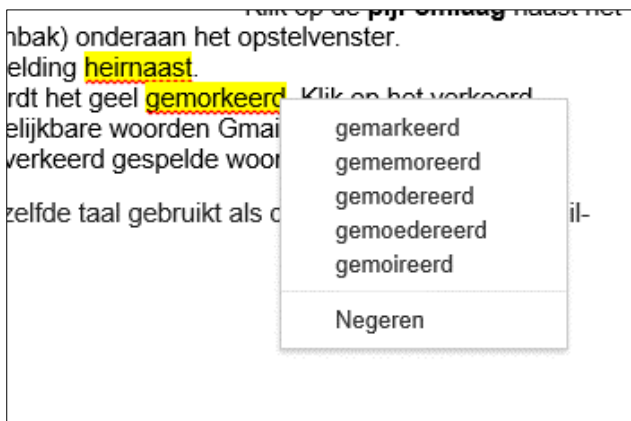 Klik op de pijl omlaag naast het
nbak) onderaan het opstelvenster.
elding heirnaast.
rdt het geel gemorkeerd. Klik op het verkeerd
elijkbare woorden Gmai
verkeerd gespelde woor
zelfde taal gebruikt als il-
gemarkeerd
gememoreerd
gemodereerd
gemoedereerd
gemoireerd
Negeren